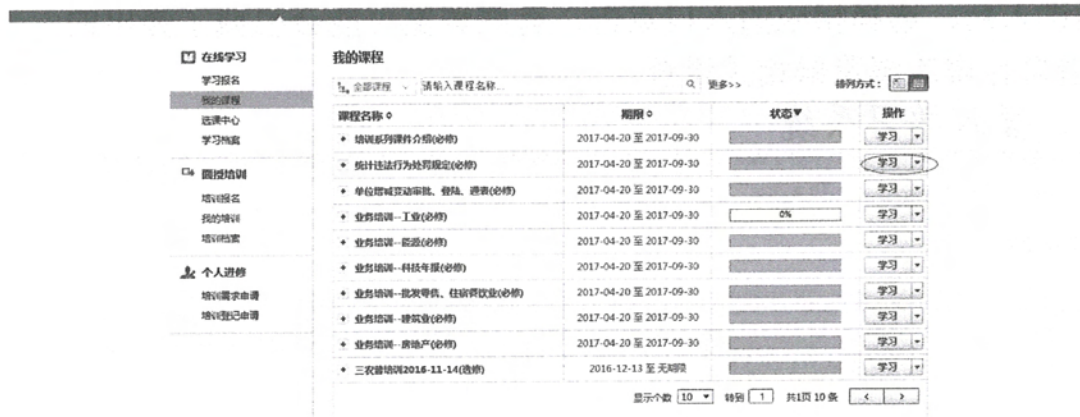 在线学习
学习报名
我的课程
选课中心
学习档案
面授培训
培训报名
我的培训
培训档案
个人进修
培训需求申请
培训登记申请
我的课程
全部课程 请输入课程名称... 更多>> 排列方式：
课程名称 期限 状态▼ 操作
+ 培训系列课件介绍(必修) 2017-04-20 至 2017-09-30 学习
+ 统计违法行为处罚规定(必修) 2017-04-20 至 2017-09-30 学习
+ 单位增减变动审批、登陆、退表(必修) 2017-04-20 至 2017-09-30 学习
+ 业务培训--工业(必修) 2017-04-20 至 2017-09-30 0% 学习
+ 业务培训--能源(必修) 2017-04-20 至 2017-09-30 学习
+ 业务培训--科技年报(必修) 2017-04-20 至 2017-09-30 学习
+ 业务培训--批发零售、住宿餐饮业(必修) 2017-04-20 至 2017-09-30 学习
+ 业务培训--建筑业(必修) 2017-04-20 至 2017-09-30 学习
+ 业务培训--房地产(必修) 2017-04-20 至 2017-09-30 学习
+ 三农普培训2016-11-14(选修) 2016-12-13 至 无期限 学习
显示个数 10 转到 1 共1页 10 条 < >